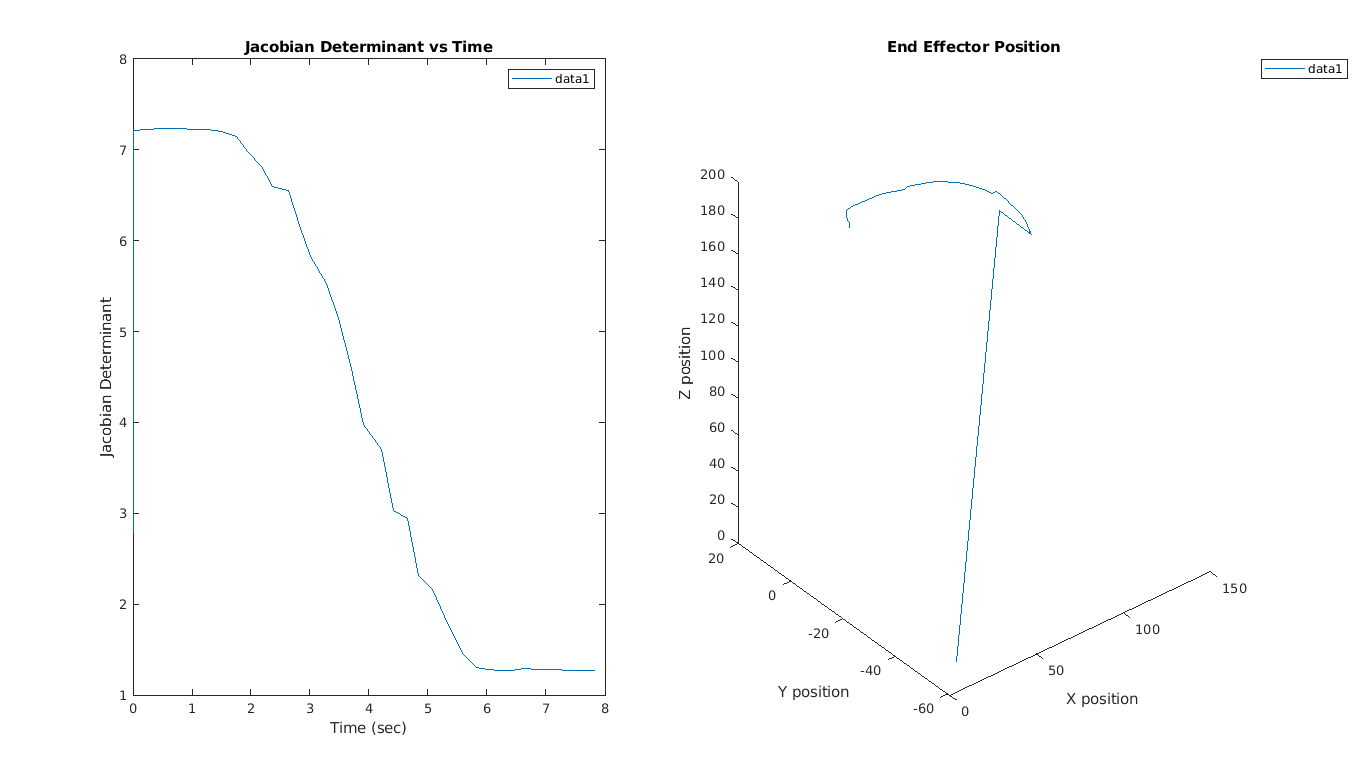 Jacobian Determinant vs Time
data1
8
7
6
5
4
3
2
1
Jacobian Determinant
0 1 2 3 4 5 6 7 8
Time (sec)
End Effector Position
data1
200
180
160
140
120
100
80
60
40
20
0
Z position
20
0
-20
-40
-60
Y position
0
50
100
150
X position